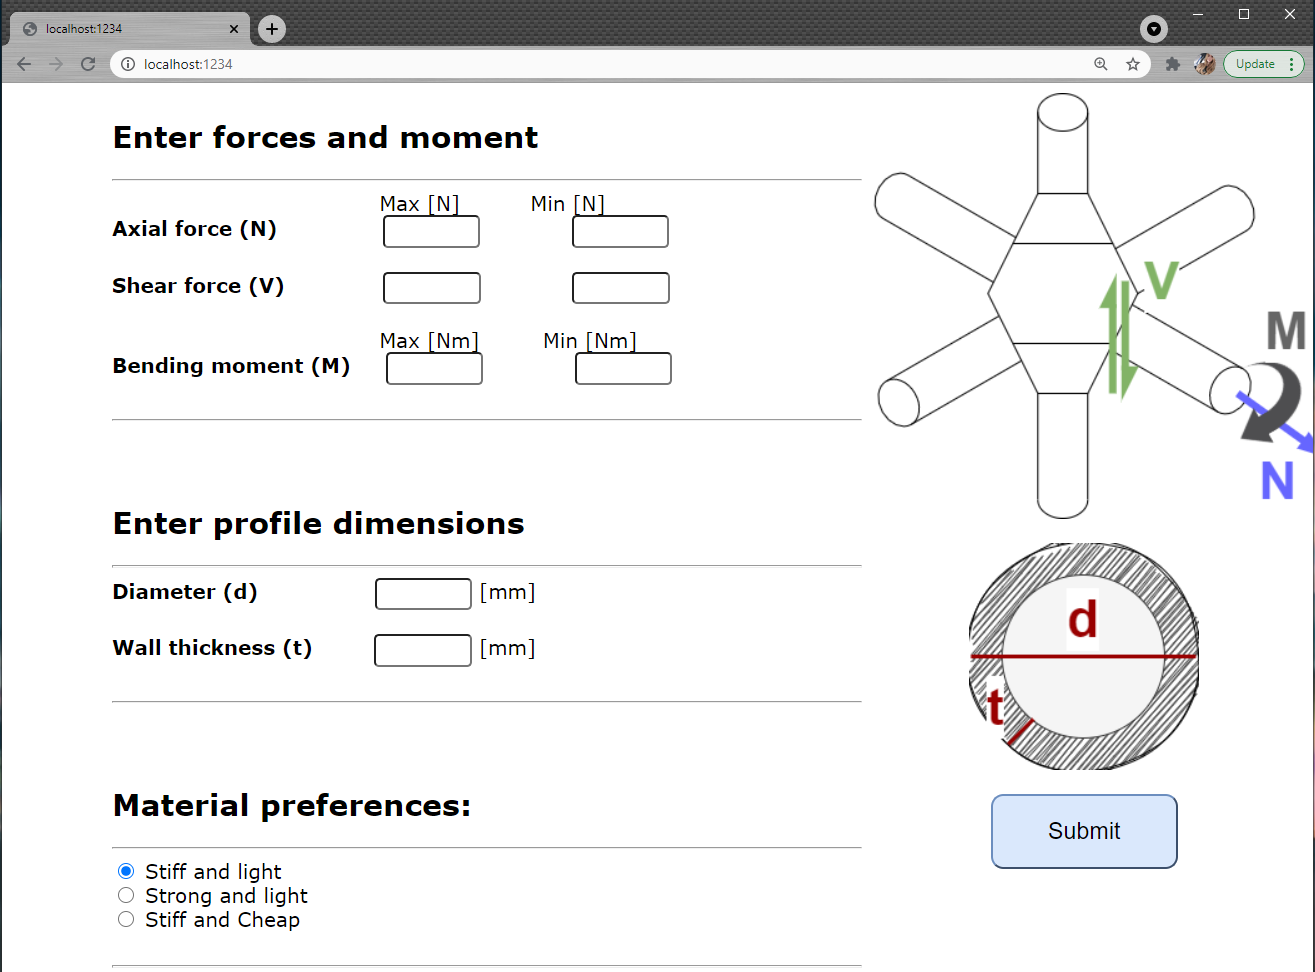 localhost:1234
localhost:1234
Update
Enter forces and moment
Max [N] Min [N]
Axial force (N)
Shear force (V)
Max [Nm] Min [Nm]
Bending moment (M)
V
M
N
Enter profile dimensions
Diameter (d) [mm]
Wall thickness (t) [mm]
d
t
Material preferences:
Submit
Stiff and light
Strong and light
Stiff and Cheap